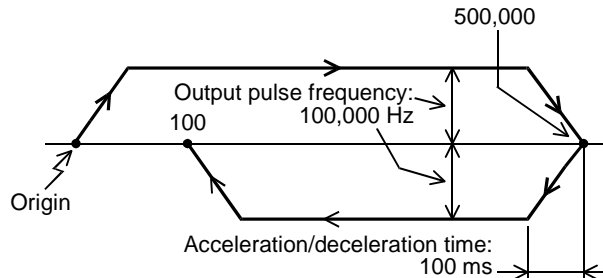 500,000
Output pulse frequency:
100,000 Hz
100
Origin
Acceleration/deceleration time:
100 ms